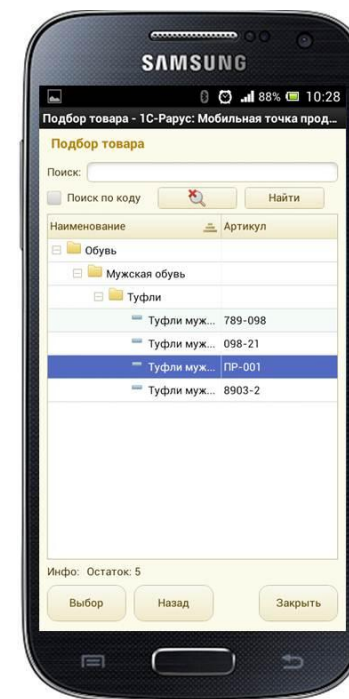 SAMSUNG
88% 10:28
Подбор товара - 1С-Рарус: Мобильная точка прод...
Подбор товара
Поиск:
Поиск по коду Найти
Наименование Артикул
Обувь
Мужская обувь
Туфли
Туфли муж... 789-098
Туфли муж... 098-21
Туфли муж... ПР-001
Туфли муж... 8903-2
Инфо: Остаток: 5
Выбор Назад Закрыть